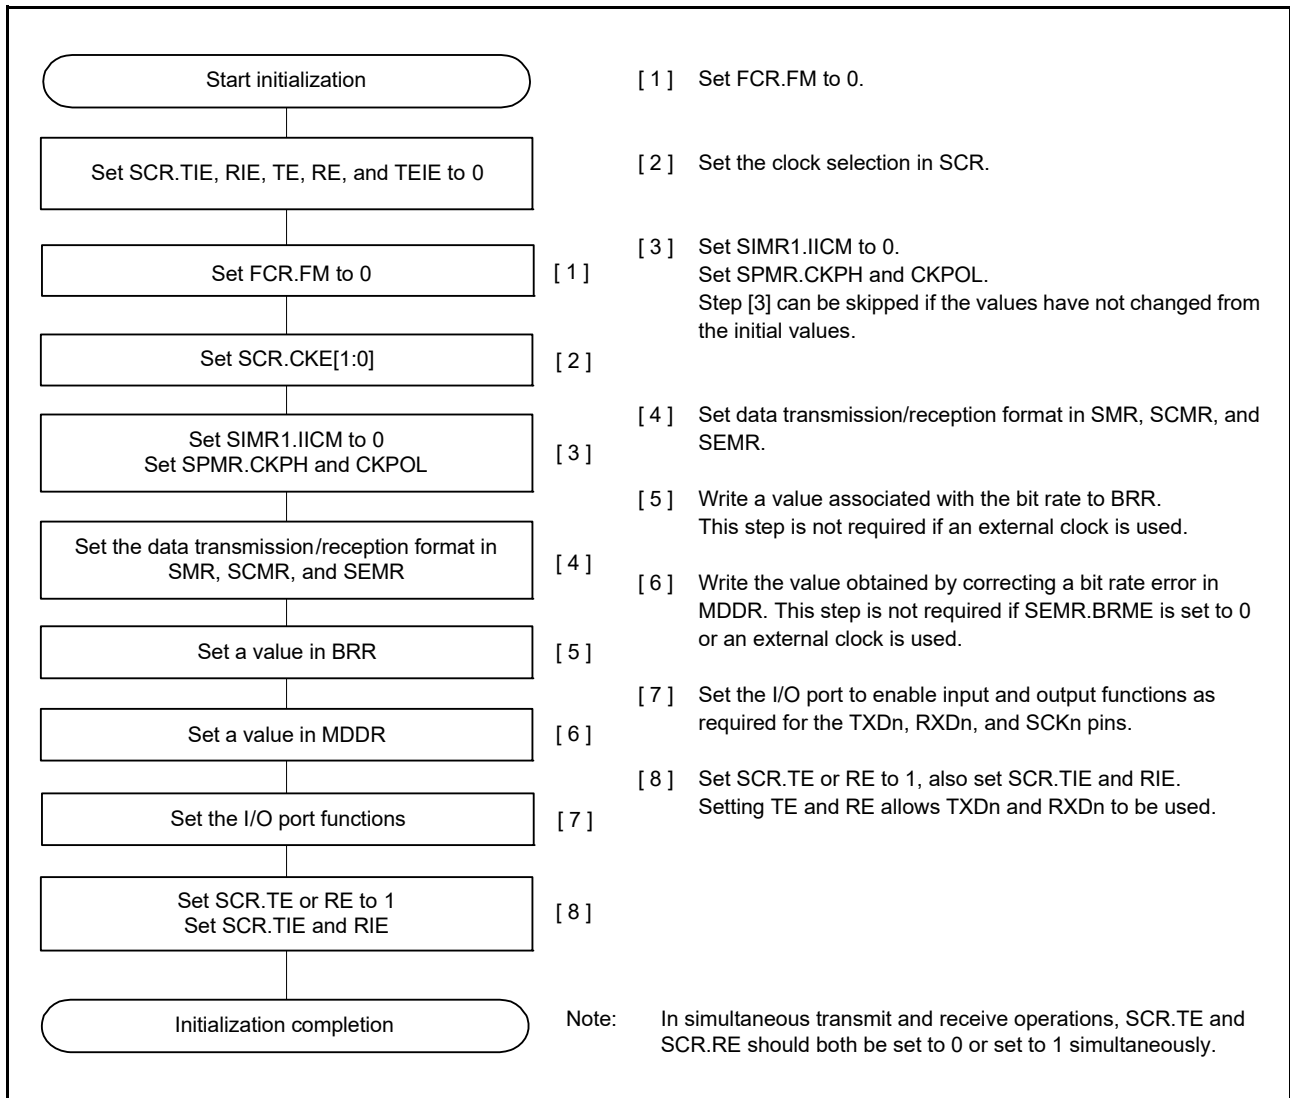 Start initialization
Set SCR.TIE, RIE, TE, RE, and TEIE to 0
Set FCR.FM to 0
[ 1 ]
Set SCR.CKE[1:0]
[ 2 ]
Set SIMR1.IICM to 0
Set SPMR.CKPH and CKPOL
[ 3 ]
Set the data transmission/reception format in
SMR, SCMR, and SEMR
[ 4 ]
Set a value in BRR
[ 5 ]
Set a value in MDDR
[ 6 ]
Set the I/O port functions
[ 7 ]
Set SCR.TE or RE to 1
Set SCR.TIE and RIE
[ 8 ]
Initialization completion
[ 1 ] Set FCR.FM to 0.
[ 2 ] Set the clock selection in SCR.
[ 3 ] Set SIMR1.IICM to 0.
Set SPMR.CKPH and CKPOL.
Step [3] can be skipped if the values have not changed from
the initial values.
[ 4 ] Set data transmission/reception format in SMR, SCMR, and
SEMR.
[ 5 ] Write a value associated with the bit rate to BRR.
This step is not required if an external clock is used.
[ 6 ] Write the value obtained by correcting a bit rate error in
MDDR. This step is not required if SEMR.BRME is set to 0
or an external clock is used.
[ 7 ] Set the I/O port to enable input and output functions as
required for the TXDn, RXDn, and SCKn pins.
[ 8 ] Set SCR.TE or RE to 1, also set SCR.TIE and RIE.
Setting TE and RE allows TXDn and RXDn to be used.
Note: In simultaneous transmit and receive operations, SCR.TE and
SCR.RE should both be set to 0 or set to 1 simultaneously.